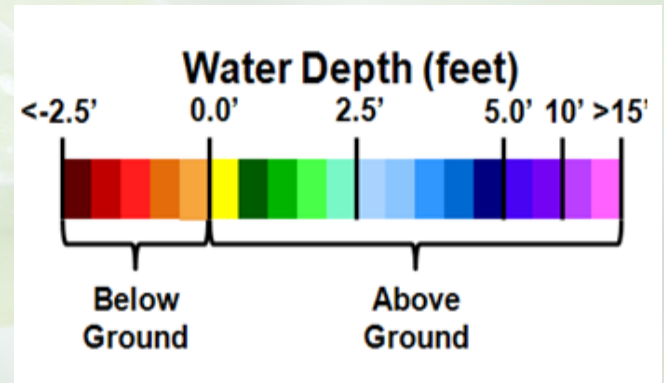 Water Depth (feet)
<-2.5' 0.0' 2.5' 5.0' 10' >15'
Below Above
Ground Ground